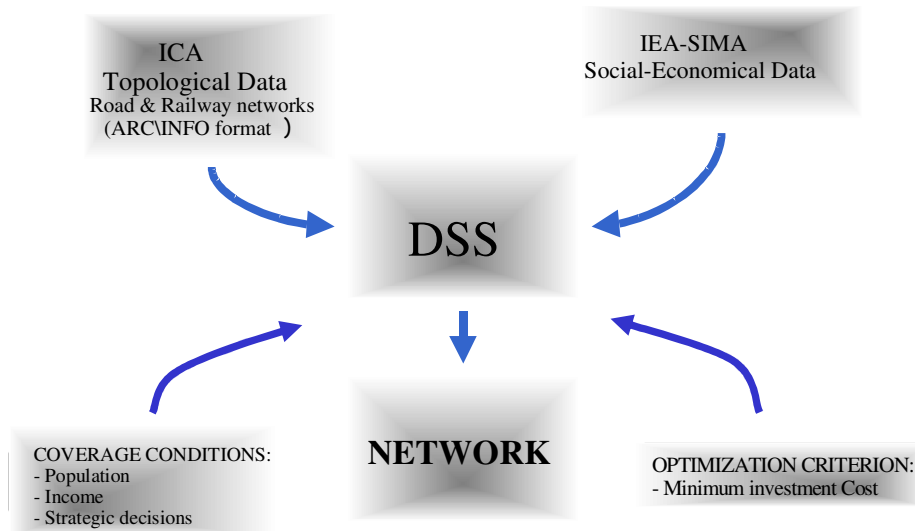 ICA
Topological Data
Road & Railway networks
(ARC\INFO format )
IEA-SIMA
Social-Economical Data
DSS
NETWORK
COVERAGE CONDITIONS:
- Population
- Income
- Strategic decisions
OPTIMIZATION CRITERION:
- Minimum investment Cost